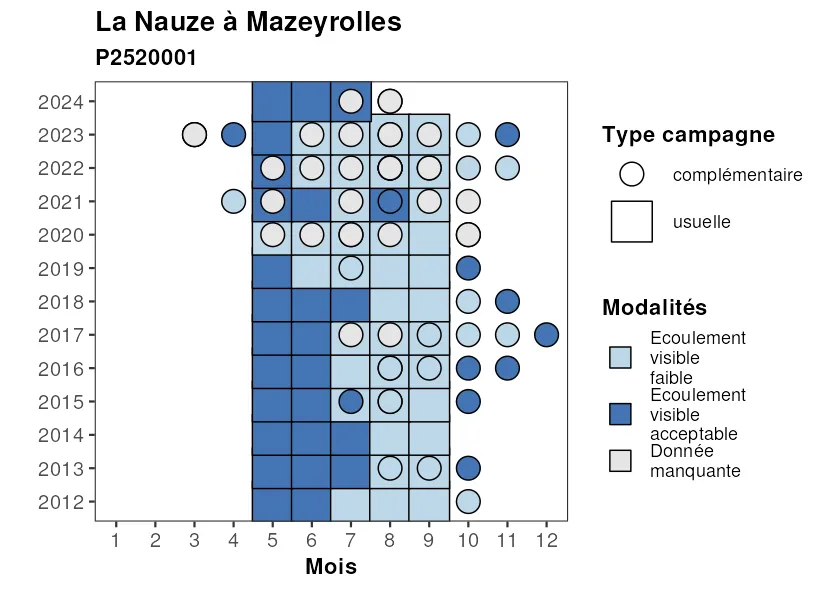 La Nauze à Mazeyrolles
P2520001
2024
2023
2022
2021
2020
2019
2018
2017
2016
2015
2014
2013
2012
1 2 3 4 5 6 7 8 9 10 11 12
Mois
Type campagne
complémentaire
usuelle
Modalités
Ecoulement
visible
faible
Ecoulement
visible
acceptable
Donnée
manquante